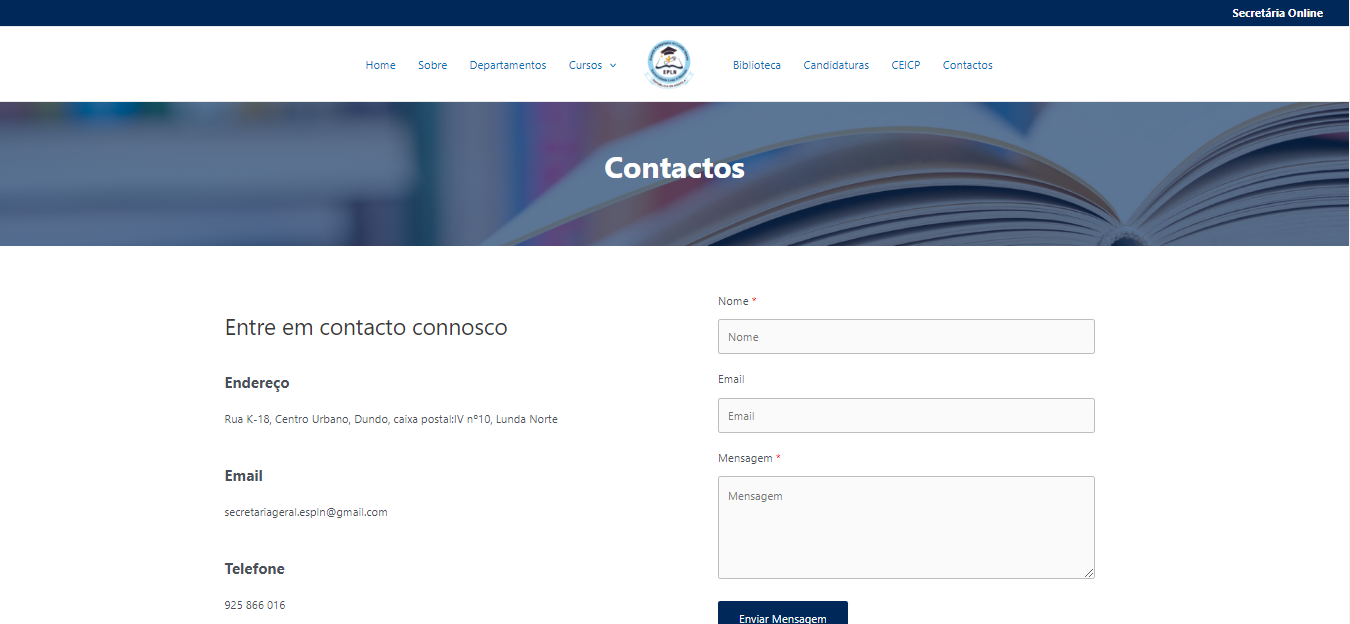 Secretária Online
Home Sobre Departamentos Cursos EPLN Biblioteca Candidaturas CEICP Contactos
Contactos
Entre em contacto connosco
Endereço
Rua K-18, Centro Urbano, Dundo, caixa postal:IV nº10, Lunda Norte
Email
secretariageral.espln@gmail.com
Telefone
925 866 016
Nome *
Nome
Email
Email
Mensagem *
Mensagem
Enviar Mensagem